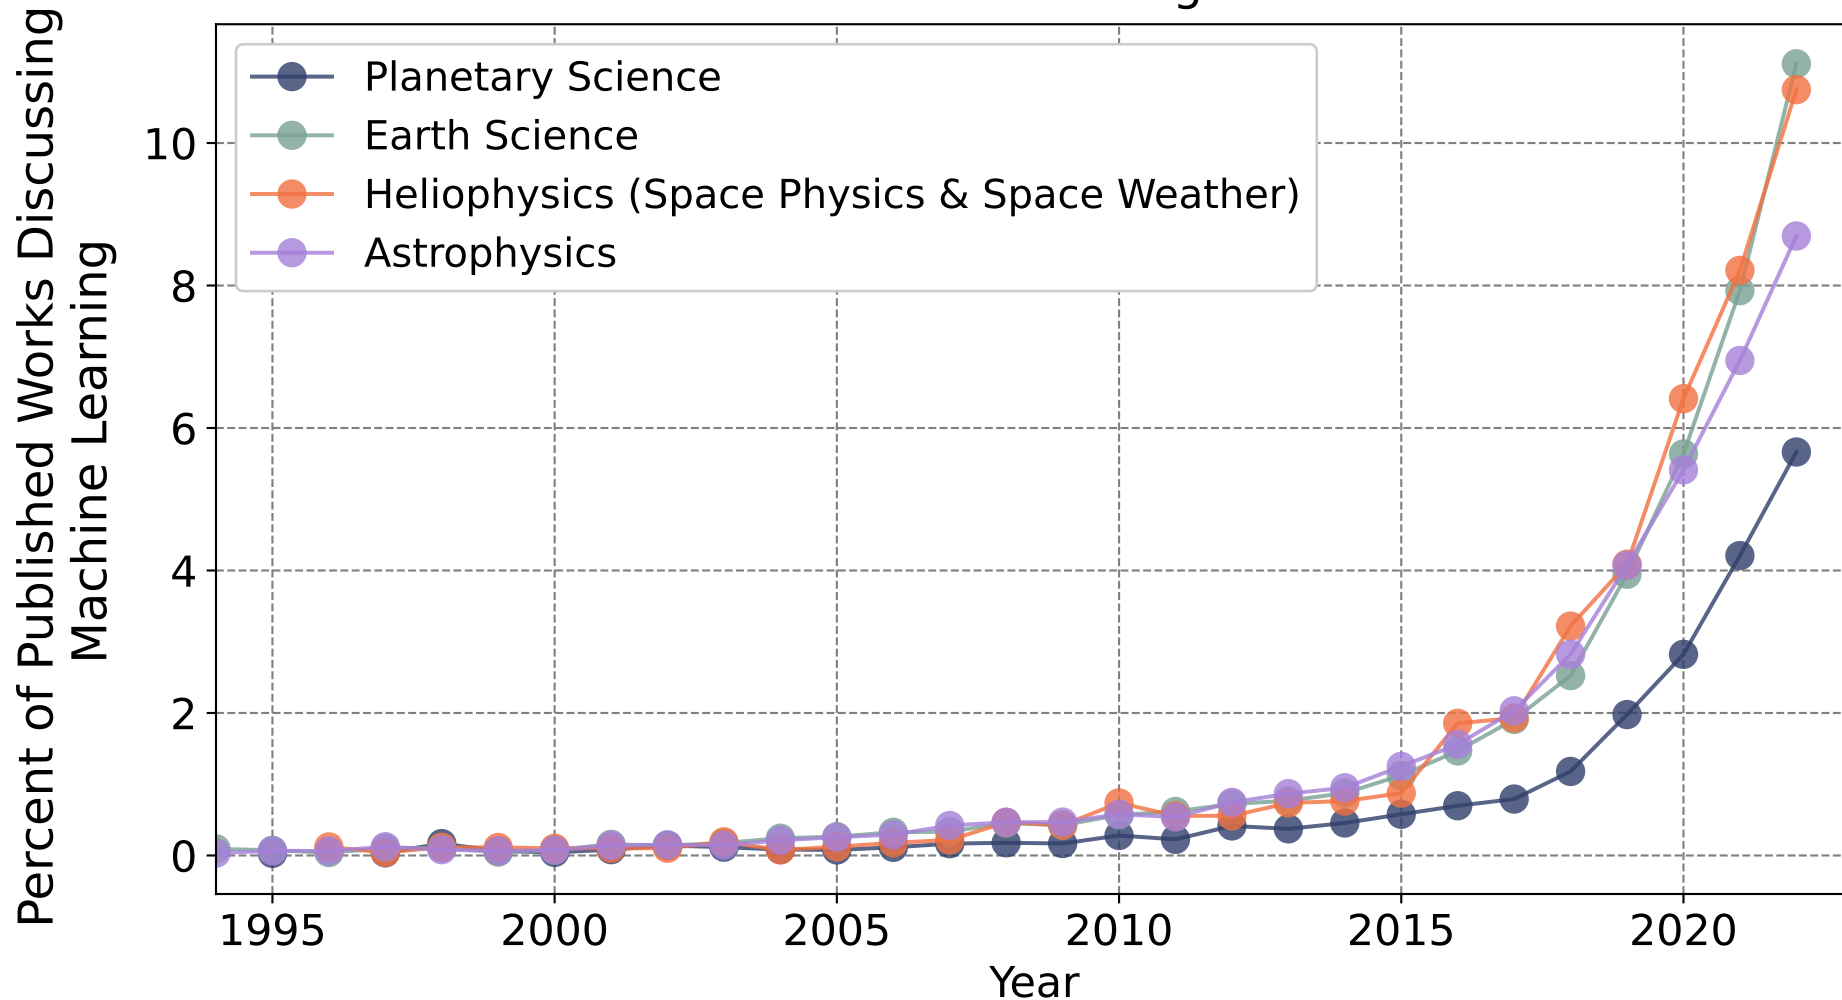 Percent of Published Works Discussing
Machine Learning
Planetary Science
Earth Science
Heliophysics (Space Physics & Space Weather)
Astrophysics
10
8
6
4
2
0
1995
2000
2005
2010
2015
2020
Year